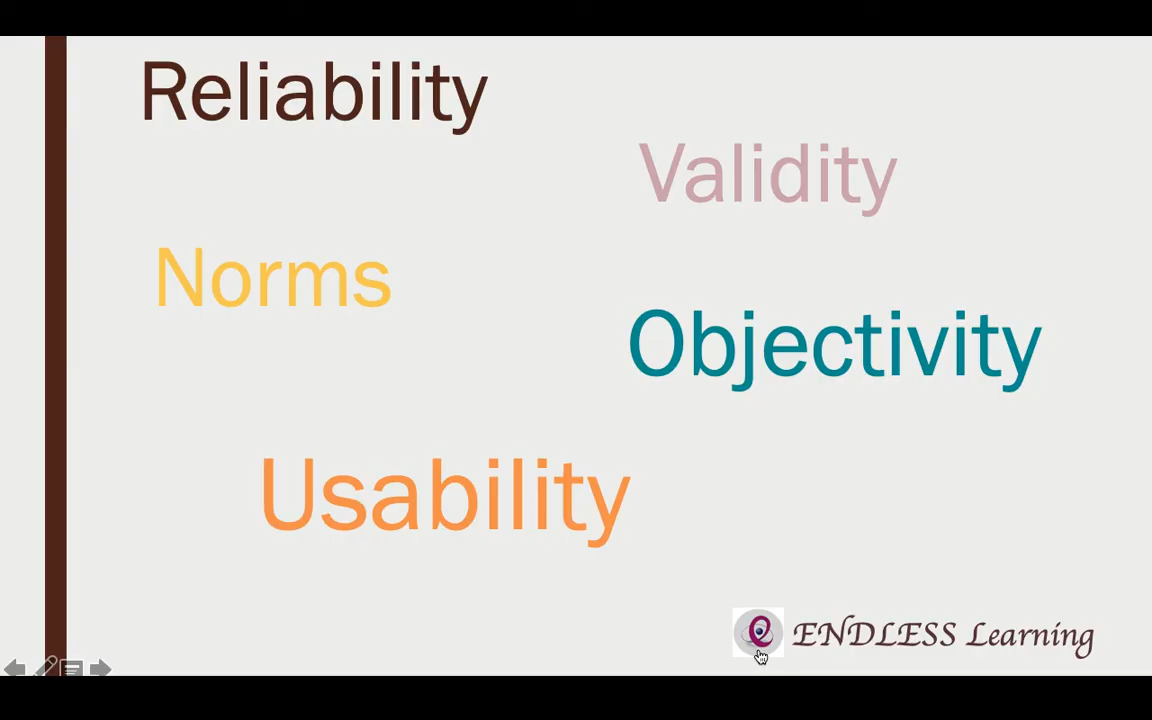 Reliability
Validity
Norms
Objectivity
Usability
ENDLESS Learning